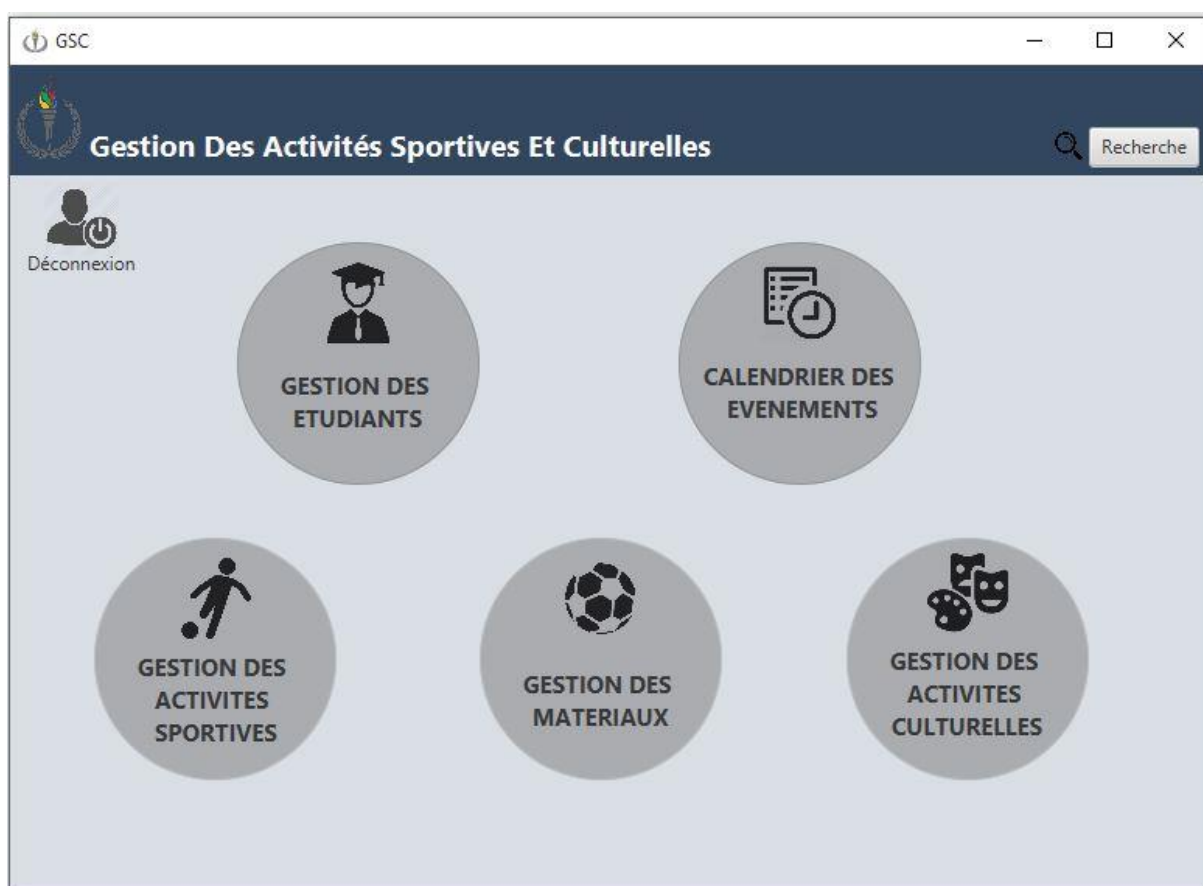 GSC
Gestion Des Activités Sportives Et Culturelles
Recherche
Déconnexion
GESTION DES
ETUDIANTS
CALENDRIER DES
EVENEMENTS
GESTION DES
ACTIVITES
SPORTIVES
GESTION DES
MATERIAUX
GESTION DES
ACTIVITES
CULTURELLES